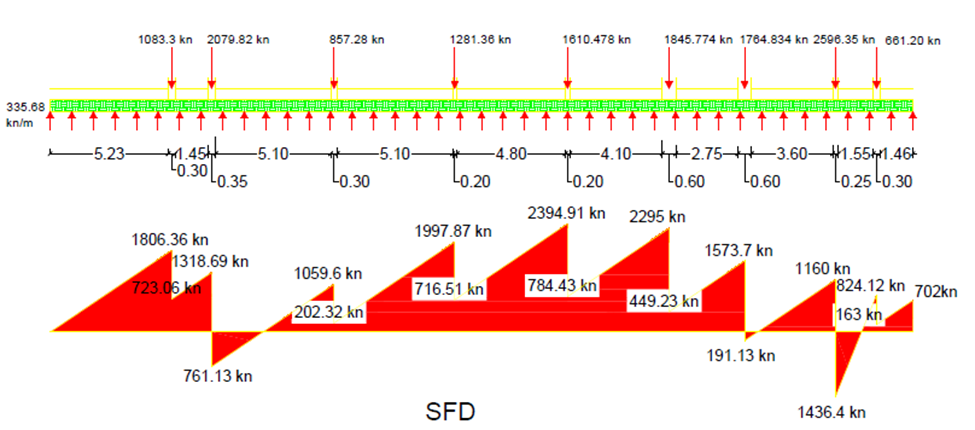 1083.3 kn 2079.82 kn 857.28 kn 1281.36 kn 1610.478 kn 1845.774 kn 1764.834 kn 2596.35 kn 661.20 kn
335.68
kn/m
5.23 1.45 5.10 5.10 4.80 4.10 2.75 3.60 1.55 1.46
0.30 0.35 0.30 0.20 0.20 0.60 0.60 0.25 0.30
1806.36 kn 1318.69 kn 1997.87 kn 2394.91 kn 2295 kn 1573.7 kn
723.06 kn 1059.6 kn 716.51 kn 784.43 kn 1160 kn 824.12 kn 702kn
202.32 kn 449.23 kn 163 kn
761.13 kn 191.13 kn
1436.4 kn
SFD